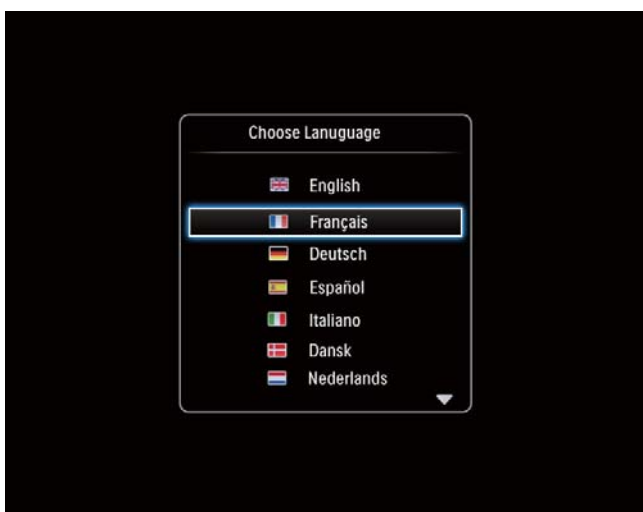 Choose Lanuguage
English
Français
Deutsch
Español
Italiano
Dansk
Nederlands